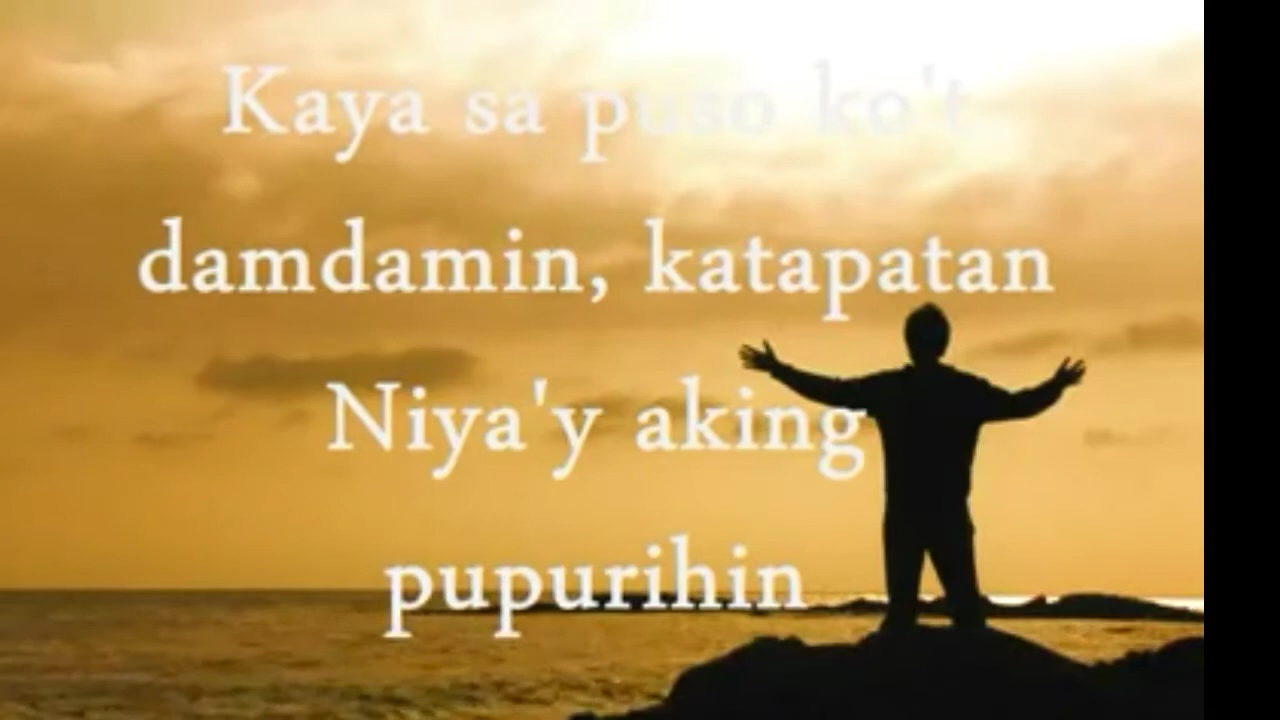 Kaya sa puso ko't
damdamin, katapatan
Niya'y aking
pupurihin